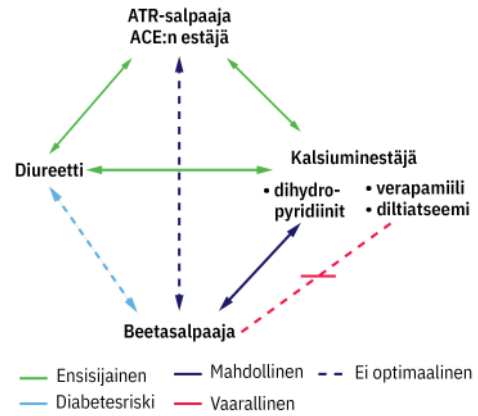 ATR-salpaaja
ACE:n estäjä
Diureetti
Kalsiuminestäjä
• dihydro-
pyridiinit
• verapamiili
• diltiatseemi
Beetasalpaaja
Ensisijainen
Mahdollinen
Ei optimaalinen
Diabetesriski
Vaarallinen